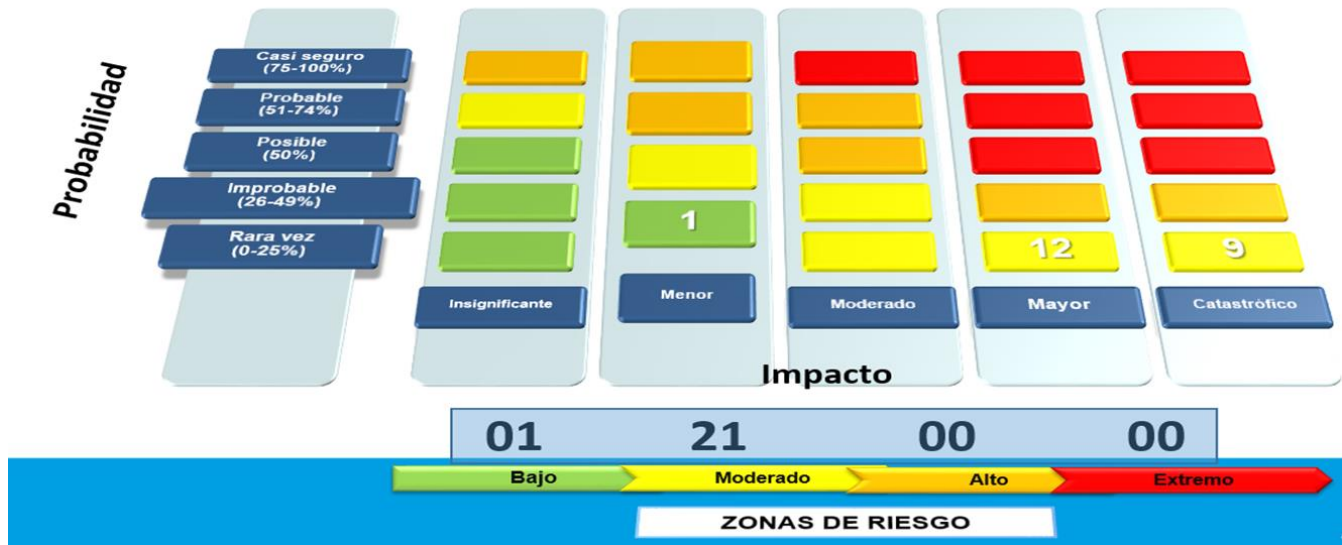 Probabilidad
Casi seguro
(75-100%)
Probable
(51-74%)
Posible
(50%)
Improbable
(26-49%)
Rara vez
(0-25%)
1
12
9
Insignificante
Menor
Moderado
Mayor
Catastrófico
Impacto
01 21 00 00
Bajo Moderado Alto Extremo
ZONAS DE RIESGO